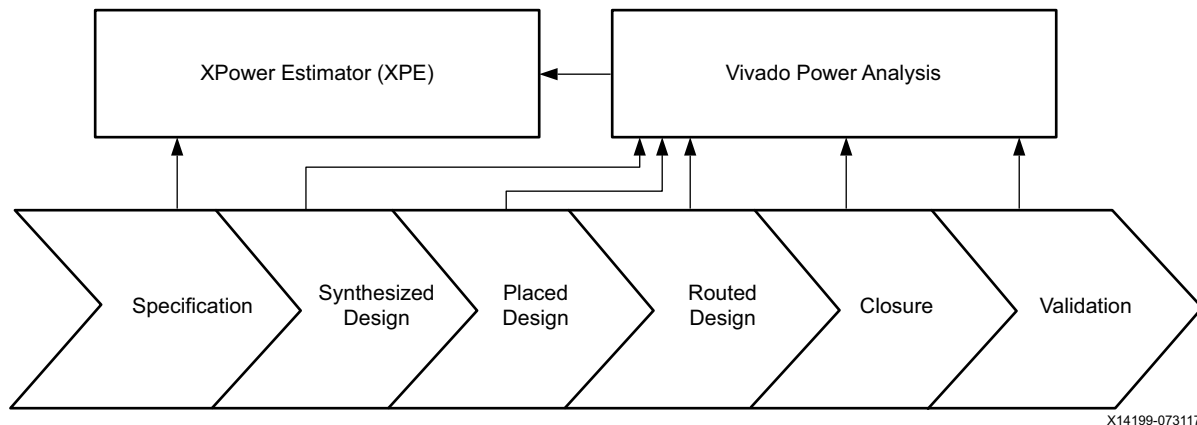 XPower Estimator (XPE)
Vivado Power Analysis
Specification
Synthesized
Design
Placed
Design
Routed
Design
Closure
Validation
X14199-073117